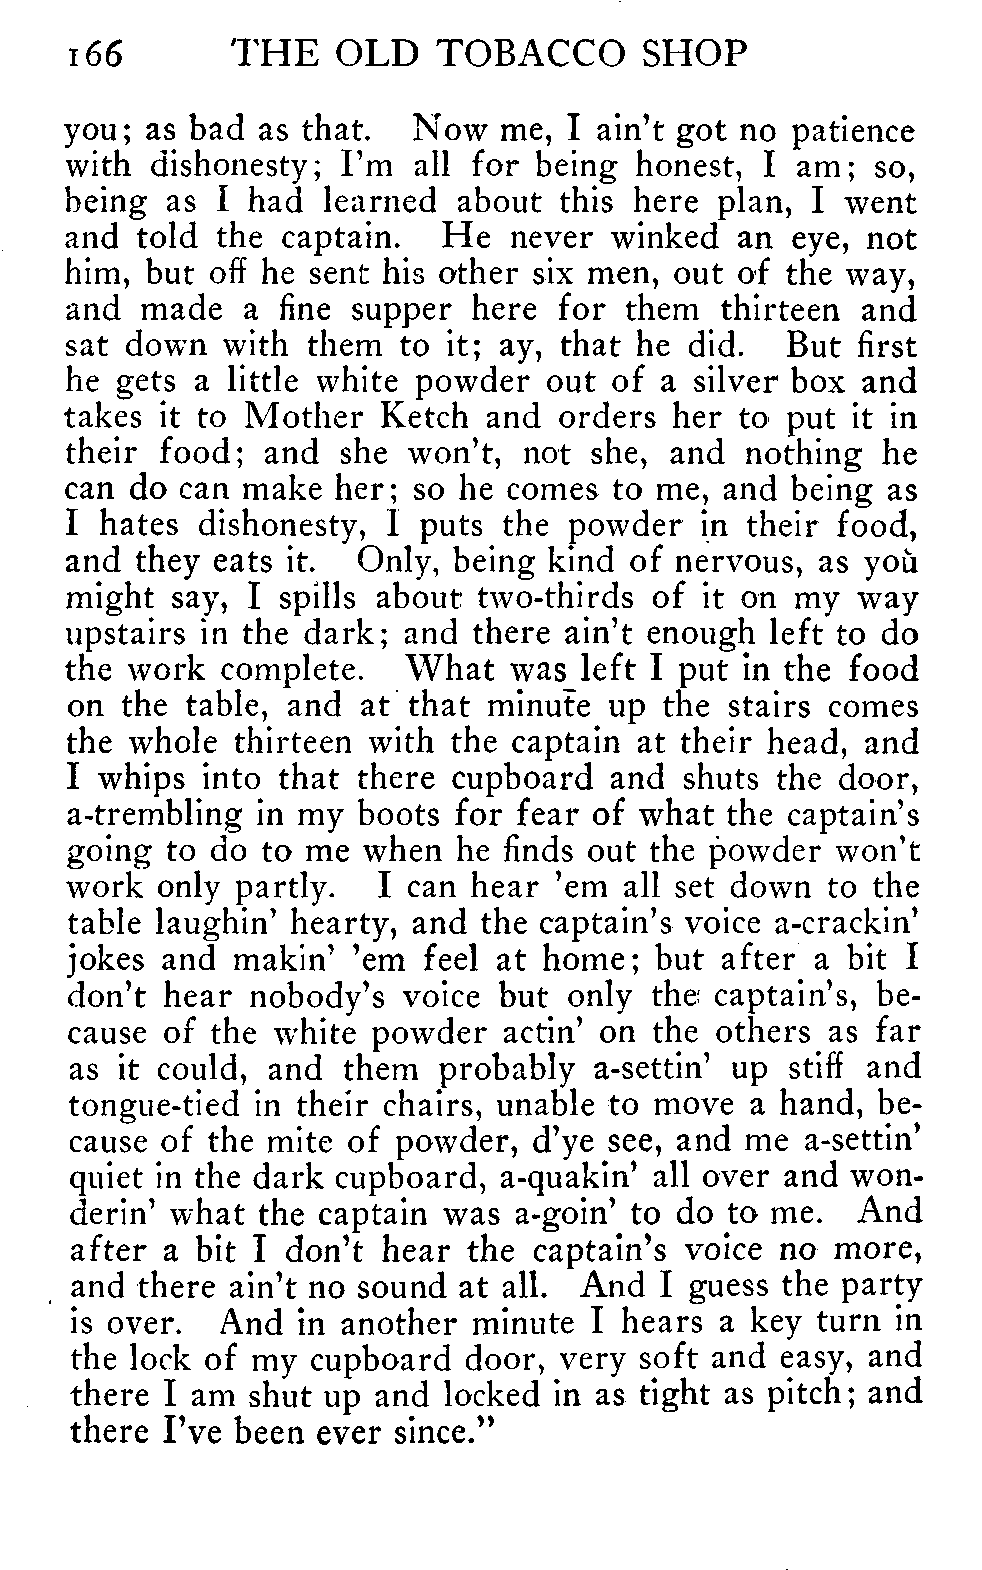 166 THE OLD TOBACCO SHOP
you; as bad as that. Now me, I ain't got no patience
with dishonesty; I'm all for being honest, I am; so,
being as I had learned about this here plan, I went
and told the captain. He never winked an eye, not
him, but off he sent his other six men, out of the way,
and made a fine supper here for them thirteen and
sat down with them to it; ay, that he did. But first
he gets a little white powder out of a silver box and
takes it to Mother Ketch and orders her to put it in
their food; and she won't, not she, and nothing he
can do can make her; so he comes to me, and being as
I hates dishonesty, I puts the powder in their food,
and they eats it. Only, being kind of nervous, as you
might say, I spills about two-thirds of it on my way
upstairs in the dark; and there ain't enough left to do
the work complete. What was left I put in the food
on the table, and at that minute up the stairs comes
the whole thirteen with the captain at their head, and
I whips into that there cupboard and shuts the door,
a-trembling in my boots for fear of what the captain's
going to do to me when he finds out the powder won't
work only partly. I can hear 'em all set down to the
table laughin' hearty, and the captain's voice a-crackin'
jokes and makin' 'em feel at home; but after a bit I
don't hear nobody's voice but only the captain's, be-
cause of the white powder actin' on the others as far
as it could, and them probably a-settin' up stiff and
tongue-tied in their chairs, unable to move a hand, be-
cause of the mite of powder, d'ye see, and me a-settin'
quiet in the dark cupboard, a-quakin' all over and won-
derin' what the captain was a-goin' to do to me. And
after a bit I don't hear the captain's voice no more,
and there ain't no sound at all. And I guess the party
is over. And in another minute I hears a key turn in
the lock of my cupboard door, very soft and easy, and
there I am shut up and locked in as tight as pitch; and
there I've been ever since."